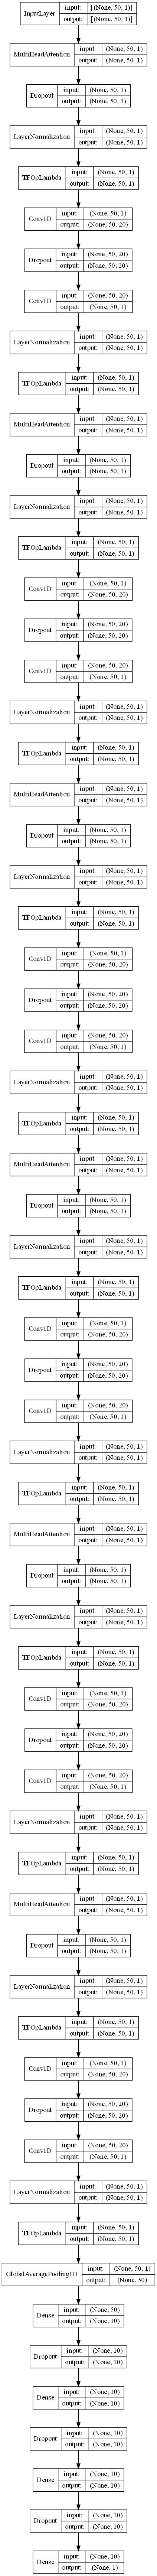 InputLayer input: [(None, 50, 1)]
output: [(None, 50, 1)]
MultiHeadAttention input: (None, 50, 1)
output: (None, 50, 1)
Dropout input: (None, 50, 1)
output: (None, 50, 1)
LayerNormalization input: (None, 50, 1)
output: (None, 50, 1)
TFOpLambda input: (None, 50, 1)
output: (None, 50, 1)
Conv1D input: (None, 50, 1)
output: (None, 50, 20)
Dropout input: (None, 50, 20)
output: (None, 50, 20)
Conv1D input: (None, 50, 20)
output: (None, 50, 1)
LayerNormalization input: (None, 50, 1)
output: (None, 50, 1)
TFOpLambda input: (None, 50, 1)
output: (None, 50, 1)
MultiHeadAttention input: (None, 50, 1)
output: (None, 50, 1)
Dropout input: (None, 50, 1)
output: (None, 50, 1)
LayerNormalization input: (None, 50, 1)
output: (None, 50, 1)
TFOpLambda input: (None, 50, 1)
output: (None, 50, 1)
Conv1D input: (None, 50, 1)
output: (None, 50, 20)
Dropout input: (None, 50, 20)
output: (None, 50, 20)
Conv1D input: (None, 50, 20)
output: (None, 50, 1)
LayerNormalization input: (None, 50, 1)
output: (None, 50, 1)
TFOpLambda input: (None, 50, 1)
output: (None, 50, 1)
MultiHeadAttention input: (None, 50, 1)
output: (None, 50, 1)
Dropout input: (None, 50, 1)
output: (None, 50, 1)
LayerNormalization input: (None, 50, 1)
output: (None, 50, 1)
TFOpLambda input: (None, 50, 1)
output: (None, 50, 1)
Conv1D input: (None, 50, 1)
output: (None, 50, 20)
Dropout input: (None, 50, 20)
output: (None, 50, 20)
Conv1D input: (None, 50, 20)
output: (None, 50, 1)
LayerNormalization input: (None, 50, 1)
output: (None, 50, 1)
TFOpLambda input: (None, 50, 1)
output: (None, 50, 1)
MultiHeadAttention input: (None, 50, 1)
output: (None, 50, 1)
Dropout input: (None, 50, 1)
output: (None, 50, 1)
LayerNormalization input: (None, 50, 1)
output: (None, 50, 1)
TFOpLambda input: (None, 50, 1)
output: (None, 50, 1)
Conv1D input: (None, 50, 1)
output: (None, 50, 20)
Dropout input: (None, 50, 20)
output: (None, 50, 20)
Conv1D input: (None, 50, 20)
output: (None, 50, 1)
LayerNormalization input: (None, 50, 1)
output: (None, 50, 1)
TFOpLambda input: (None, 50, 1)
output: (None, 50, 1)
MultiHeadAttention input: (None, 50, 1)
output: (None, 50, 1)
Dropout input: (None, 50, 1)
output: (None, 50, 1)
LayerNormalization input: (None, 50, 1)
output: (None, 50, 1)
TFOpLambda input: (None, 50, 1)
output: (None, 50, 1)
Conv1D input: (None, 50, 1)
output: (None, 50, 20)
Dropout input: (None, 50, 20)
output: (None, 50, 20)
Conv1D input: (None, 50, 20)
output: (None, 50, 1)
LayerNormalization input: (None, 50, 1)
output: (None, 50, 1)
TFOpLambda input: (None, 50, 1)
output: (None, 50, 1)
MultiHeadAttention input: (None, 50, 1)
output: (None, 50, 1)
Dropout input: (None, 50, 1)
output: (None, 50, 1)
LayerNormalization input: (None, 50, 1)
output: (None, 50, 1)
TFOpLambda input: (None, 50, 1)
output: (None, 50, 1)
Conv1D input: (None, 50, 1)
output: (None, 50, 20)
Dropout input: (None, 50, 20)
output: (None, 50, 20)
Conv1D input: (None, 50, 20)
output: (None, 50, 1)
LayerNormalization input: (None, 50, 1)
output: (None, 50, 1)
TFOpLambda input: (None, 50, 1)
output: (None, 50, 1)
GlobalAveragePooling1D input: (None, 50, 1)
output: (None, 50)
Dense input: (None, 50)
output: (None, 10)
Dropout input: (None, 10)
output: (None, 10)
Dense input: (None, 10)
output: (None, 10)
Dropout input: (None, 10)
output: (None, 10)
Dense input: (None, 10)
output: (None, 10)
Dropout input: (None, 10)
output: (None, 10)
Dense input: (None, 10)
output: (None, 1)